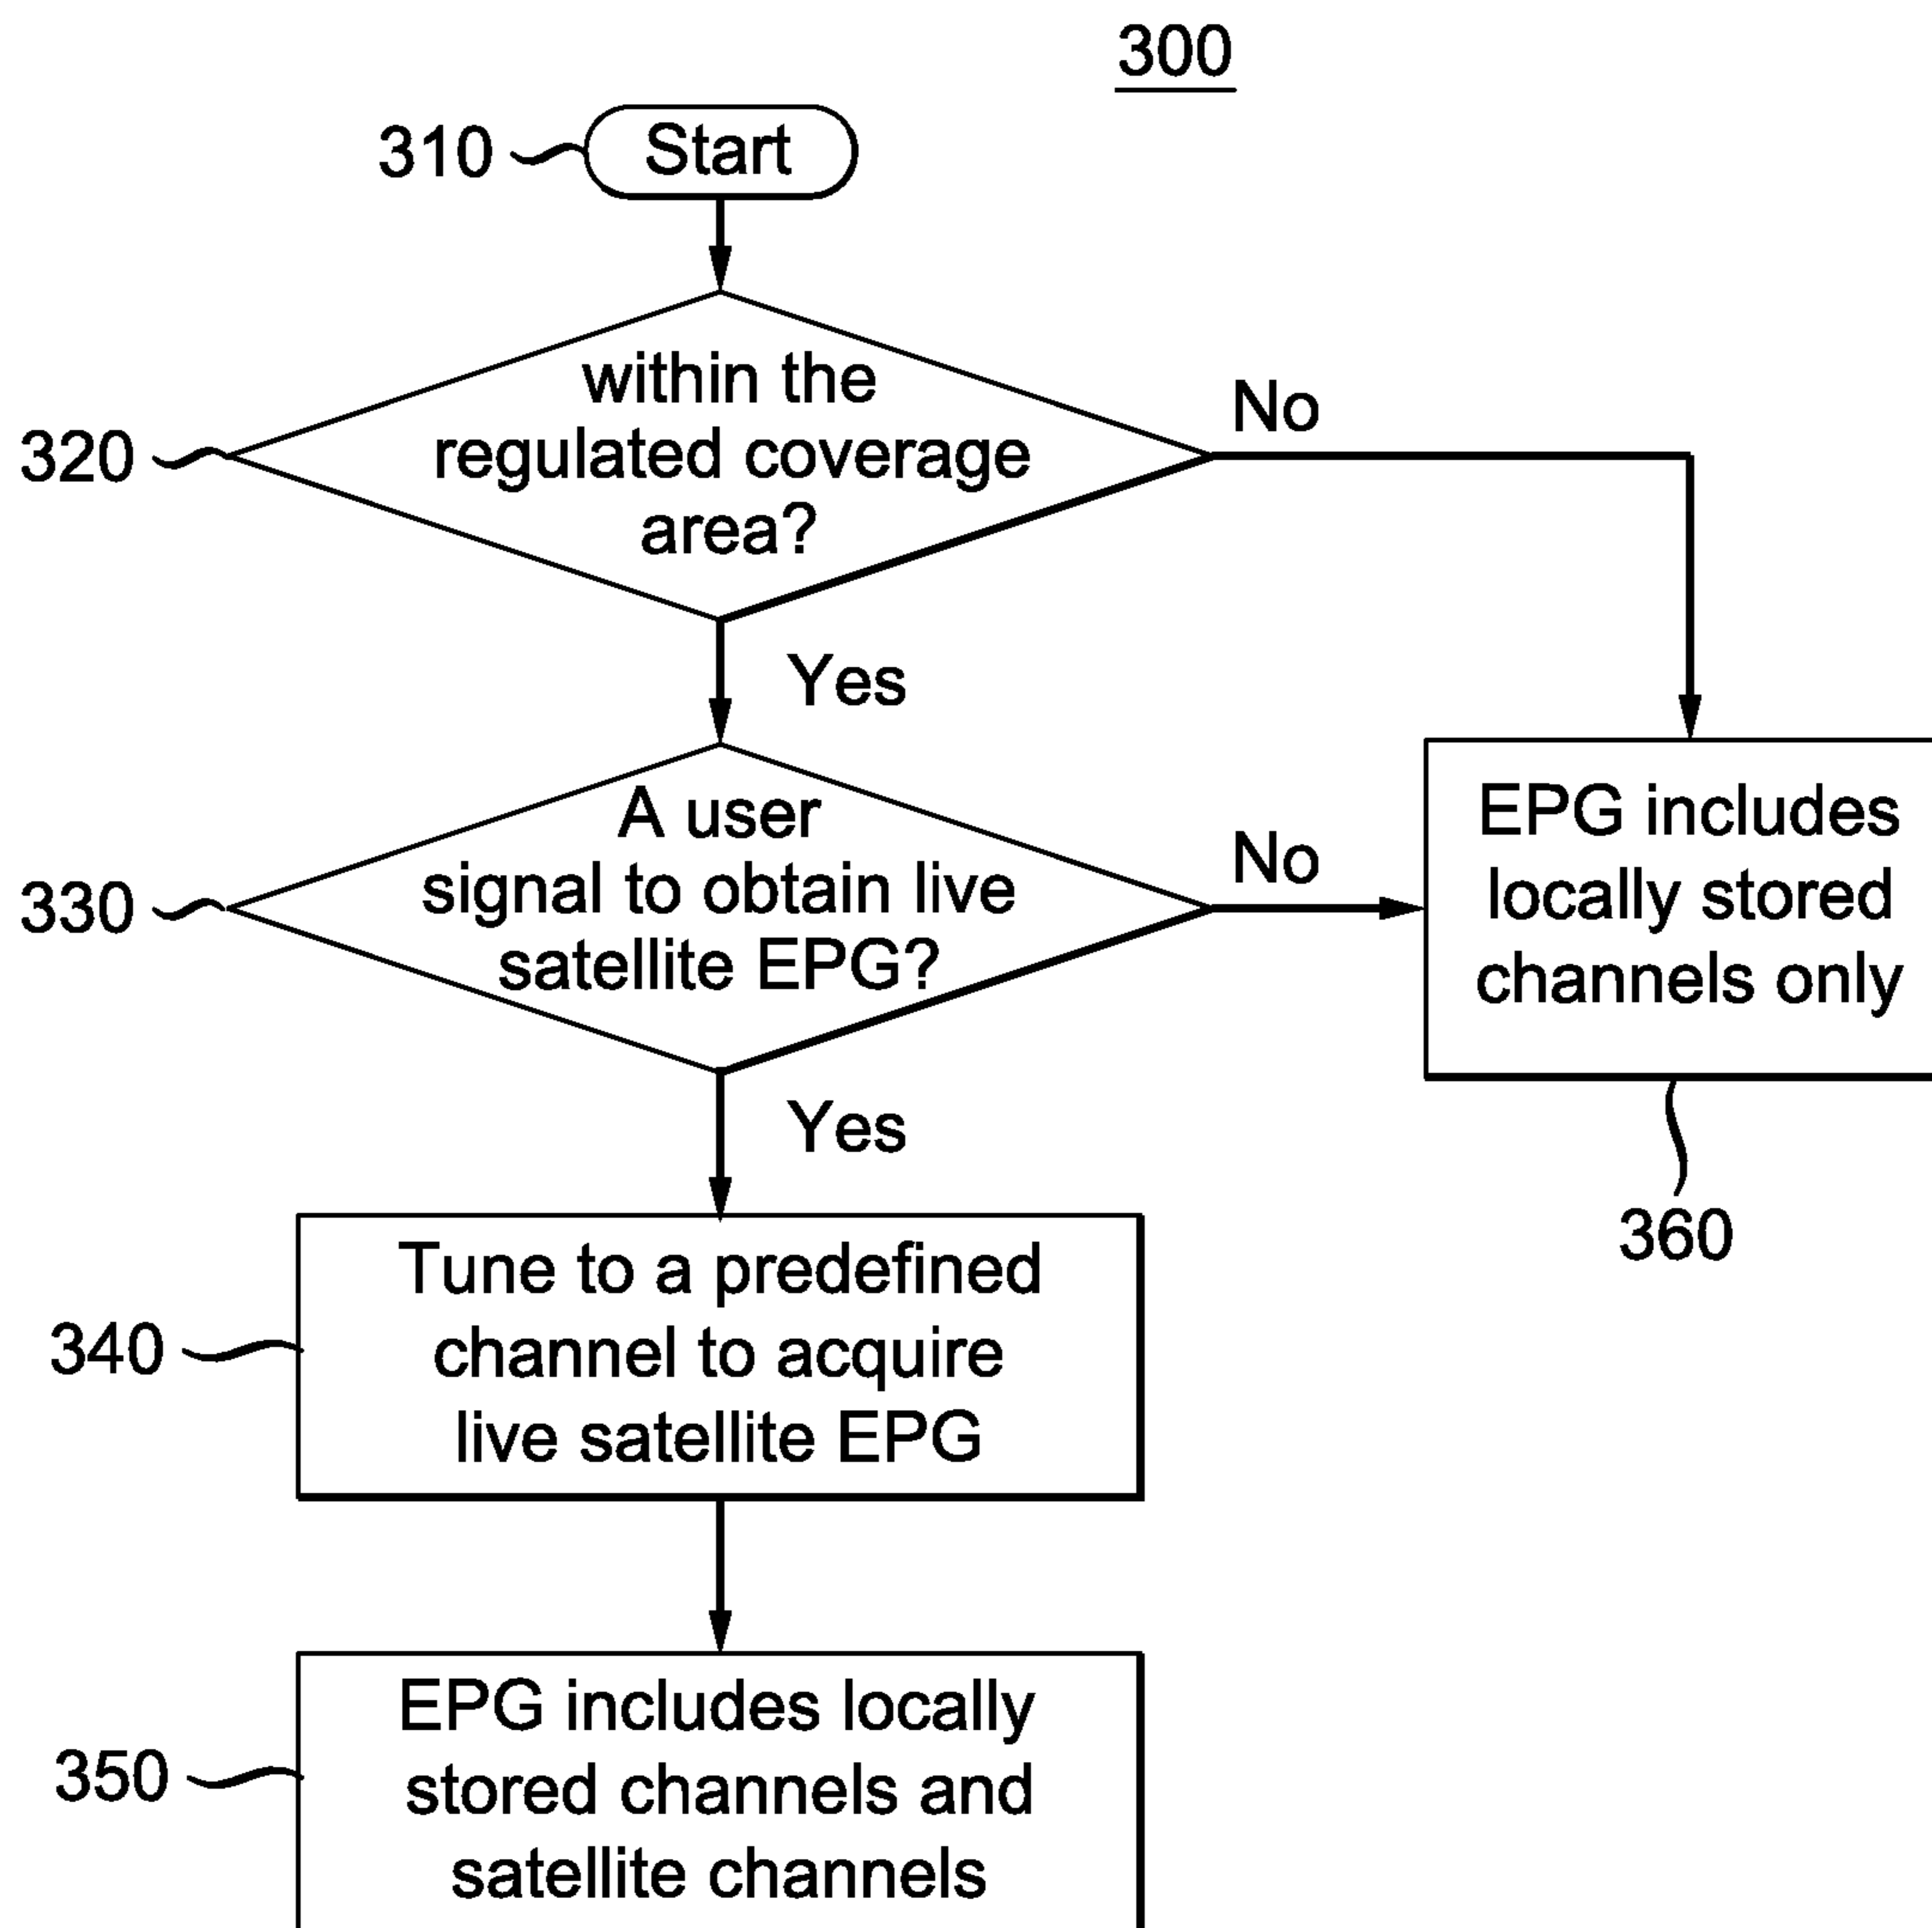 300
310
Start
320
within the
regulated coverage
area?
No
Yes
330
A user
signal to obtain live
satellite EPG?
No
EPG includes
locally stored
channels only
360
Yes
340
Tune to a predefined
channel to acquire
live satellite EPG
350
EPG includes locally
stored channels and
satellite channels